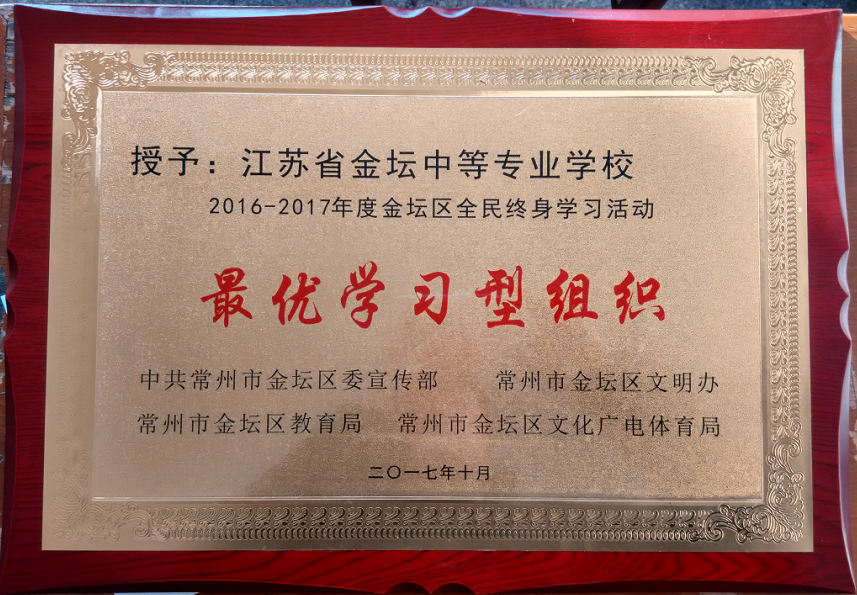 授予：江苏省金坛中等专业学校
2016-2017年度金坛区全民终身学习活动
最优学习型组织
中共常州市金坛区委宣传部 常州市金坛区文明办
常州市金坛区教育局 常州市金坛区文化广电体育局
二〇一七年十月